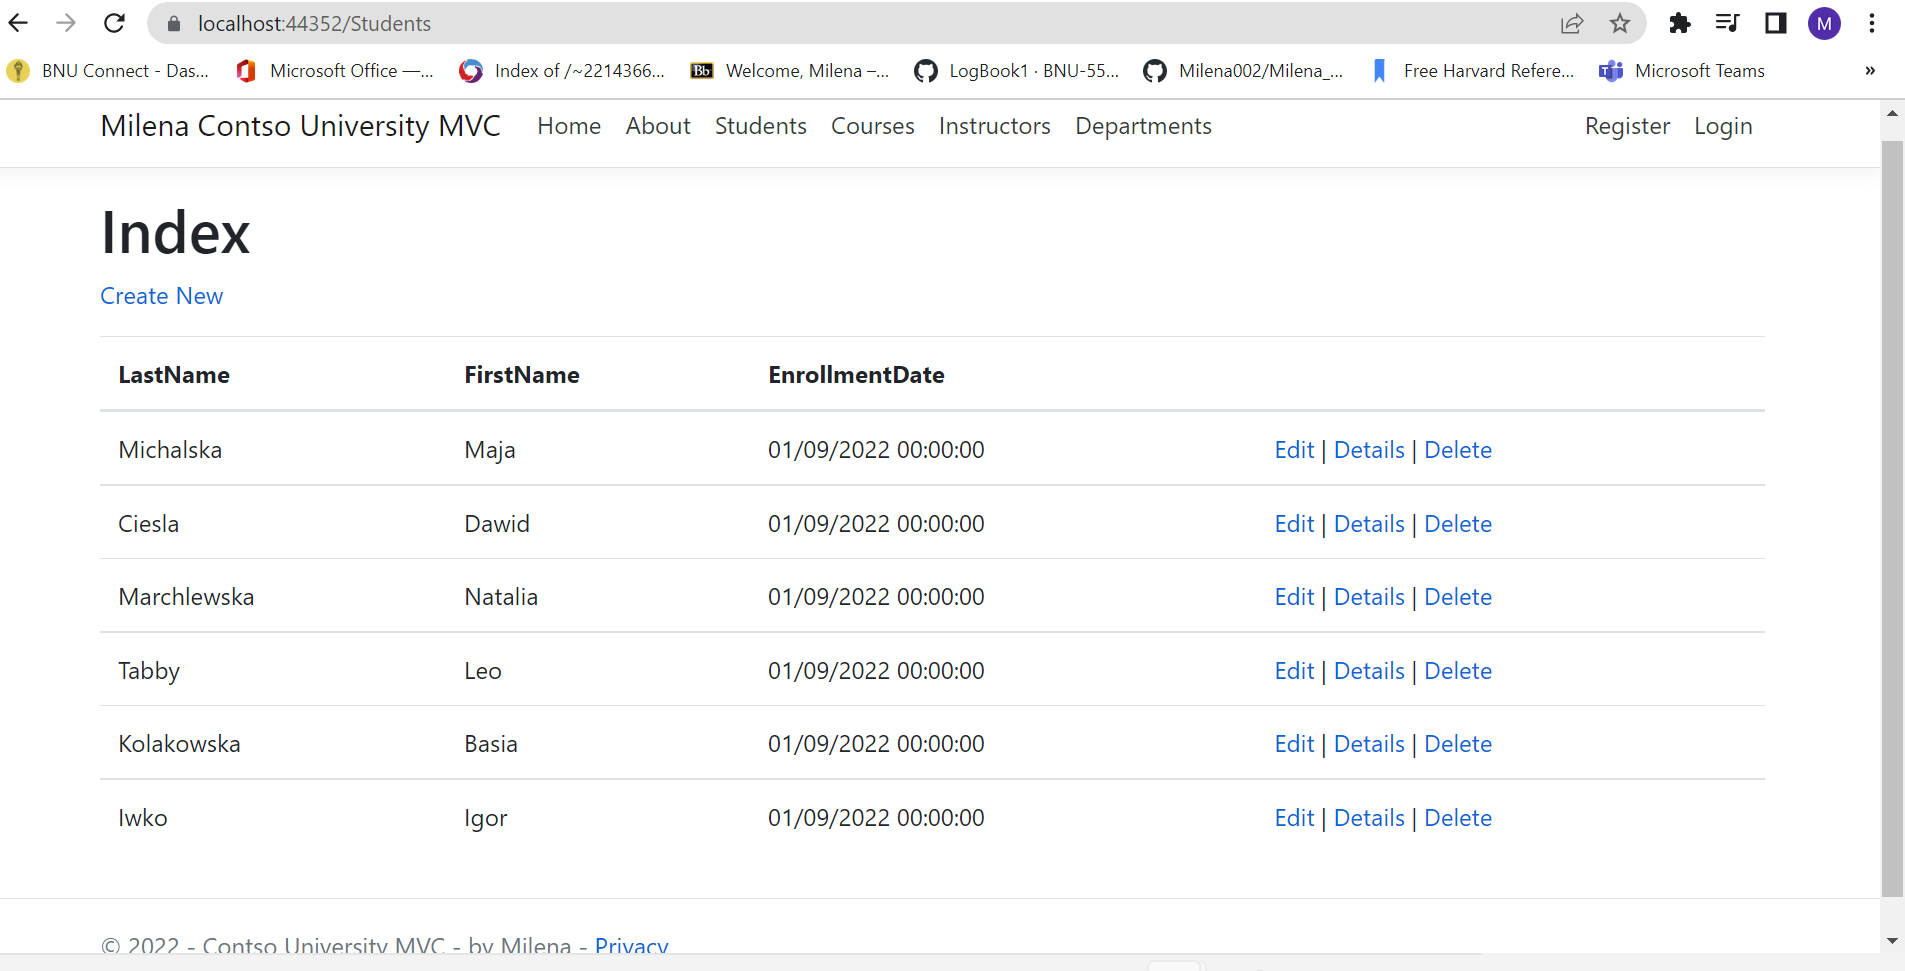 localhost:44352/Students
M
BNU Connect - Das... Microsoft Office —... Index of /~2214366... Bb Welcome, Milena –... LogBook1 · BNU-55... Milena002/Milena_... Free Harvard Refere... Microsoft Teams »
Milena Contso University MVC Home About Students Courses Instructors Departments Register Login
Index
Create New
LastName FirstName EnrollmentDate
Michalska Maja 01/09/2022 00:00:00 Edit | Details | Delete
Ciesla Dawid 01/09/2022 00:00:00 Edit | Details | Delete
Marchlewska Natalia 01/09/2022 00:00:00 Edit | Details | Delete
Tabby Leo 01/09/2022 00:00:00 Edit | Details | Delete
Kolakowska Basia 01/09/2022 00:00:00 Edit | Details | Delete
Iwko Igor 01/09/2022 00:00:00 Edit | Details | Delete
© 2022 - Contso University MVC - by Milena - Privacy